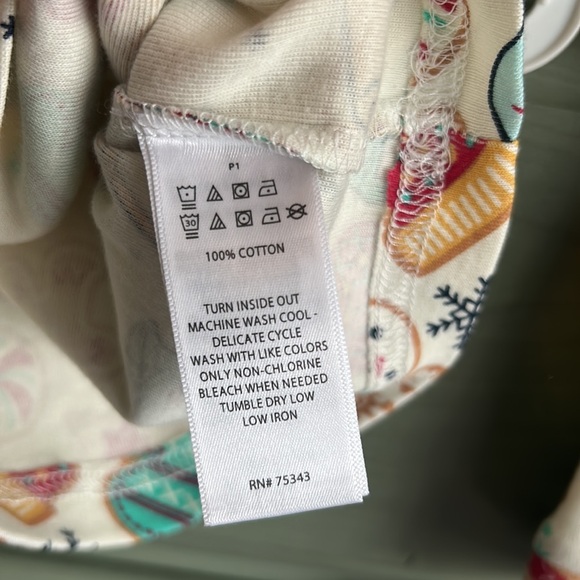 P1
30
100% COTTON
TURN INSIDE OUT
MACHINE WASH COOL -
DELICATE CYCLE
WASH WITH LIKE COLORS
ONLY NON-CHLORINE
BLEACH WHEN NEEDED
TUMBLE DRY LOW
LOW IRON
RN# 75343